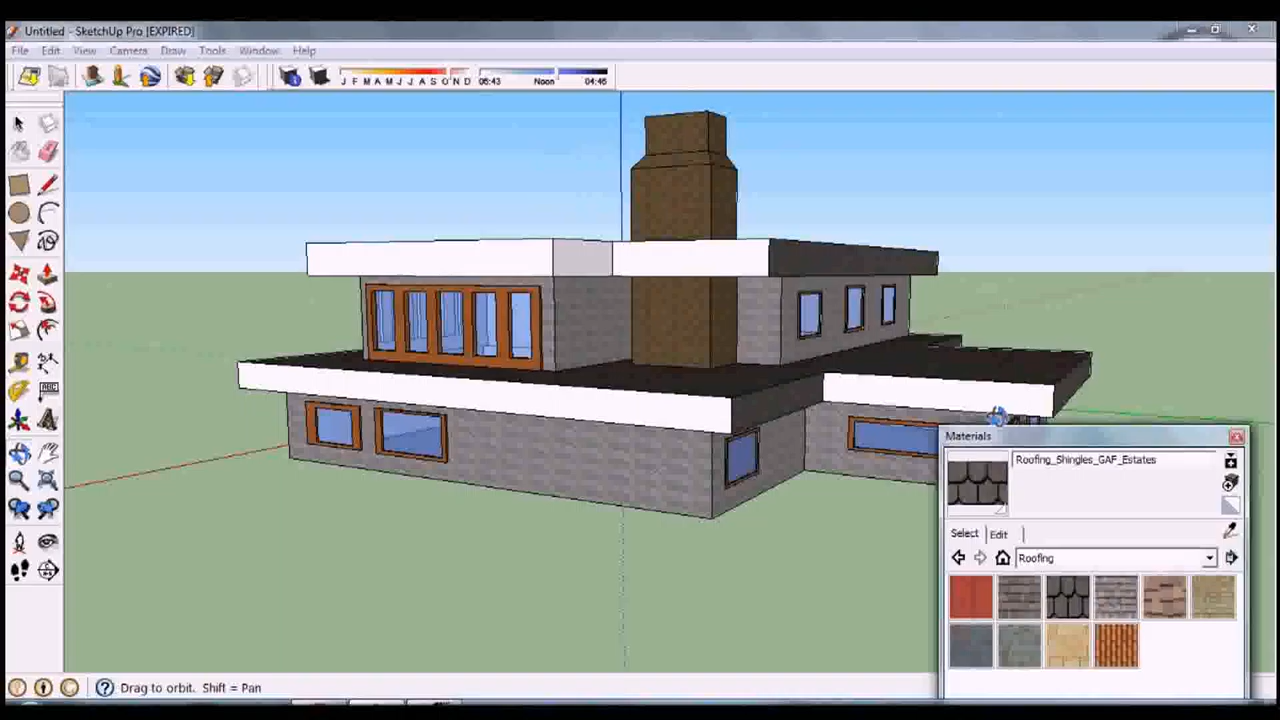 Untitled - SketchUp Pro [EXPIRED]
File Edit View Camera Draw Tools Window Help
J F M A M J J A S O N D 06:43 Noon 04:46
Materials
Roofing_Shingles_GAF_Estates
Select Edit
Roofing
Drag to orbit. Shift = Pan